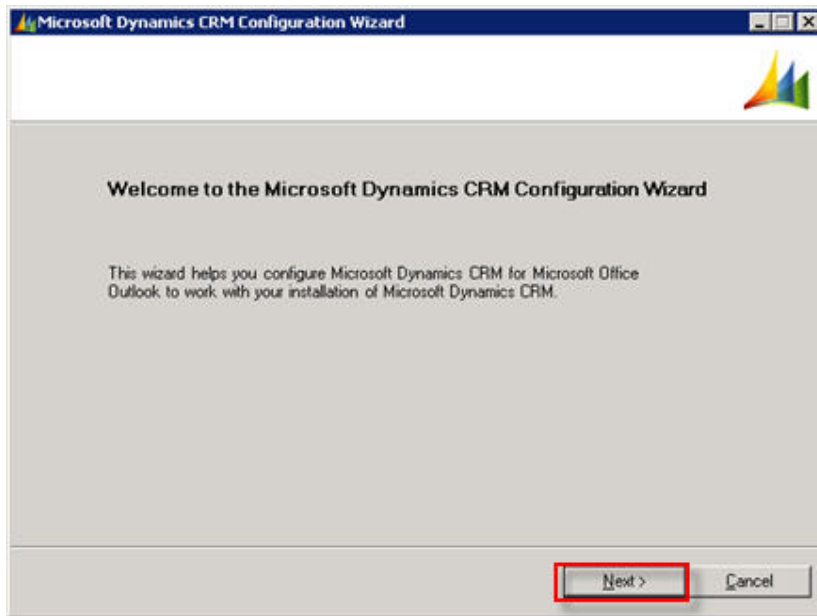 Microsoft Dynamics CRM Configuration Wizard
Welcome to the Microsoft Dynamics CRM Configuration Wizard
This wizard helps you configure Microsoft Dynamics CRM for Microsoft Office
Outlook to work with your installation of Microsoft Dynamics CRM.
Next >
Cancel